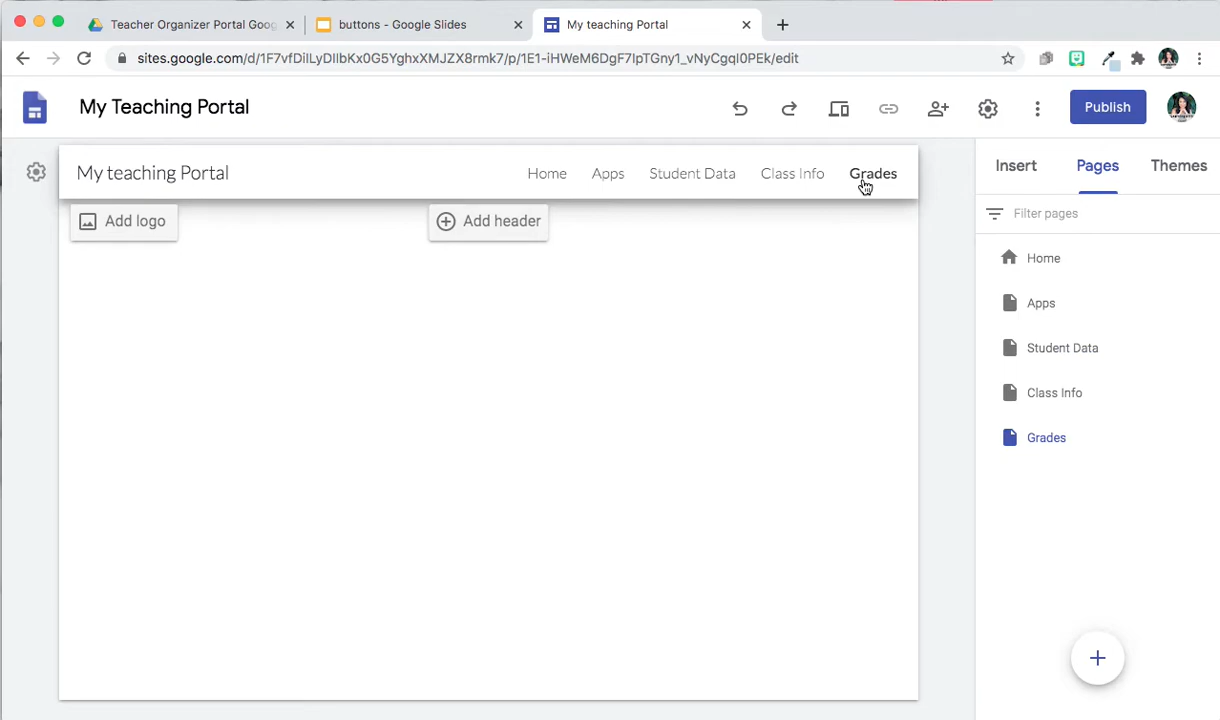 Teacher Organizer Portal Goog
buttons - Google Slides
My teaching Portal
sites.google.com/d/1F7vfDilLyDIlbKx0G5YghxXMJZX8rmk7/p/1E1-iHWeM6DgF7lpTGny1_vNyCgqI0PEk/edit
My Teaching Portal
Publish
My teaching Portal
Home
Apps
Student Data
Class Info
Grades
Add logo
Add header
Insert
Pages
Themes
Filter pages
Home
Apps
Student Data
Class Info
Grades